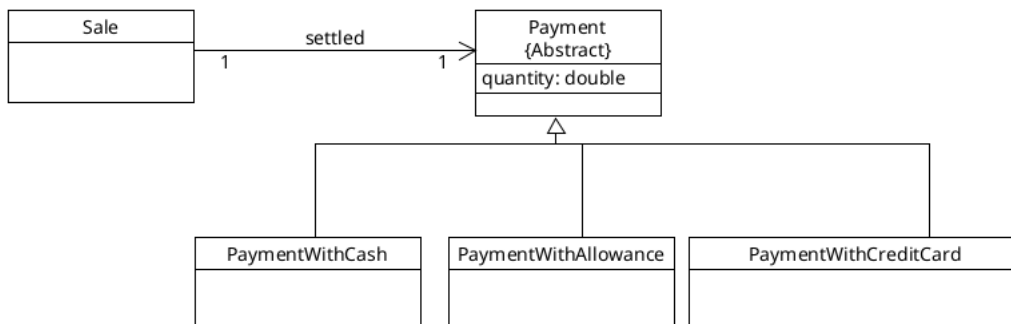 Sale
settled
1
1
Payment
{Abstract}
quantity: double
PaymentWithCash
PaymentWithAllowance
PaymentWithCreditCard